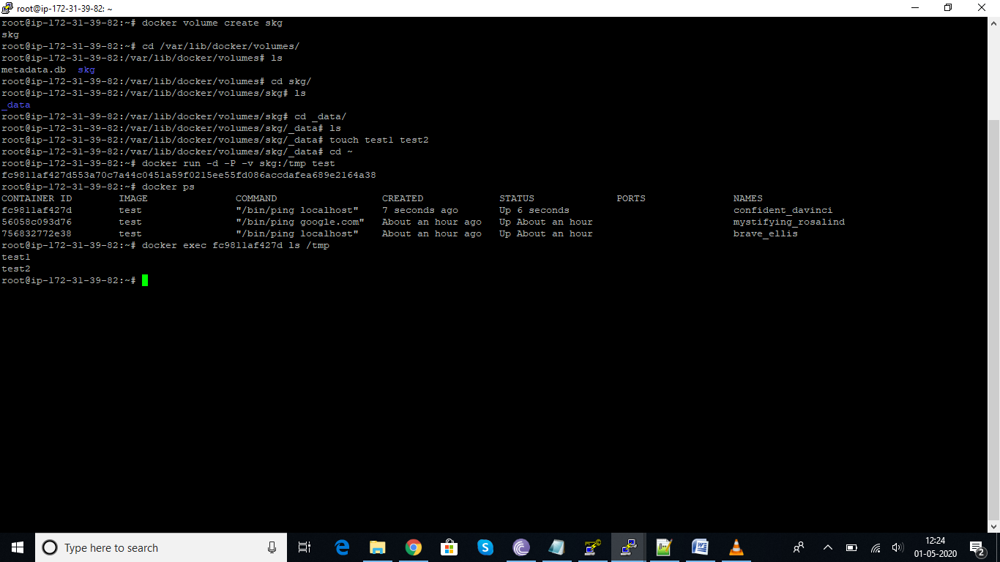 root@ip-172-31-39-82: ~
root@ip-172-31-39-82:~# docker volume create skg
skg
root@ip-172-31-39-82:~# cd /var/lib/docker/volumes/
root@ip-172-31-39-82:/var/lib/docker/volumes# ls
metadata.db  skg
root@ip-172-31-39-82:/var/lib/docker/volumes# cd skg/
root@ip-172-31-39-82:/var/lib/docker/volumes/skg# ls
_data
root@ip-172-31-39-82:/var/lib/docker/volumes/skg# cd _data/
root@ip-172-31-39-82:/var/lib/docker/volumes/skg/_data# ls
root@ip-172-31-39-82:/var/lib/docker/volumes/skg/_data# touch test1 test2
root@ip-172-31-39-82:/var/lib/docker/volumes/skg/_data# cd ~
root@ip-172-31-39-82:~# docker run -d -P -v skg:/tmp test
fc9811af427d553a70c7a44c0451a59f0215ee55fd086accdafea689e2164a38
root@ip-172-31-39-82:~# docker ps
CONTAINER ID        IMAGE               COMMAND                  CREATED             STATUS              PORTS               NAMES
fc9811af427d        test                "/bin/ping localhost"    7 seconds ago       Up 6 seconds                            confident_davinci
56058c093d76        test                "/bin/ping google.com"   About an hour ago   Up About an hour                        mystifying_rosalind
756832772e38        test                "/bin/ping localhost"    About an hour ago   Up About an hour                        brave_ellis
root@ip-172-31-39-82:~# docker exec fc9811af427d ls /tmp
test1
test2
root@ip-172-31-39-82:~#
Type here to search
12:24
01-05-2020
2